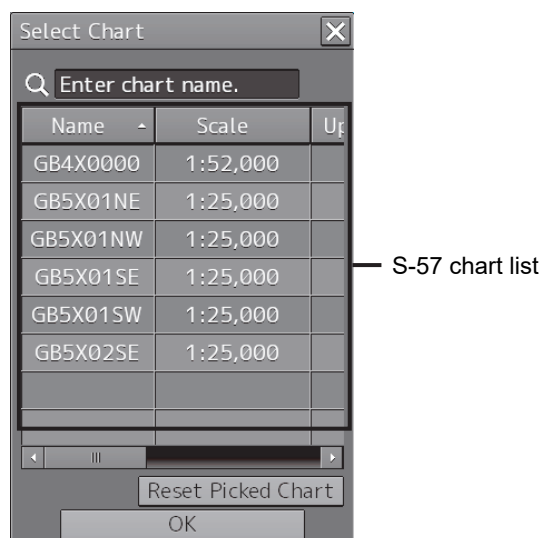 Select Chart
Enter chart name.
Name Scale
GB4X0000 1:52,000
GB5X01NE 1:25,000
GB5X01NW 1:25,000
GB5X01SE 1:25,000
GB5X01SW 1:25,000
GB5X02SE 1:25,000
S-57 chart list
Reset Picked Chart
OK